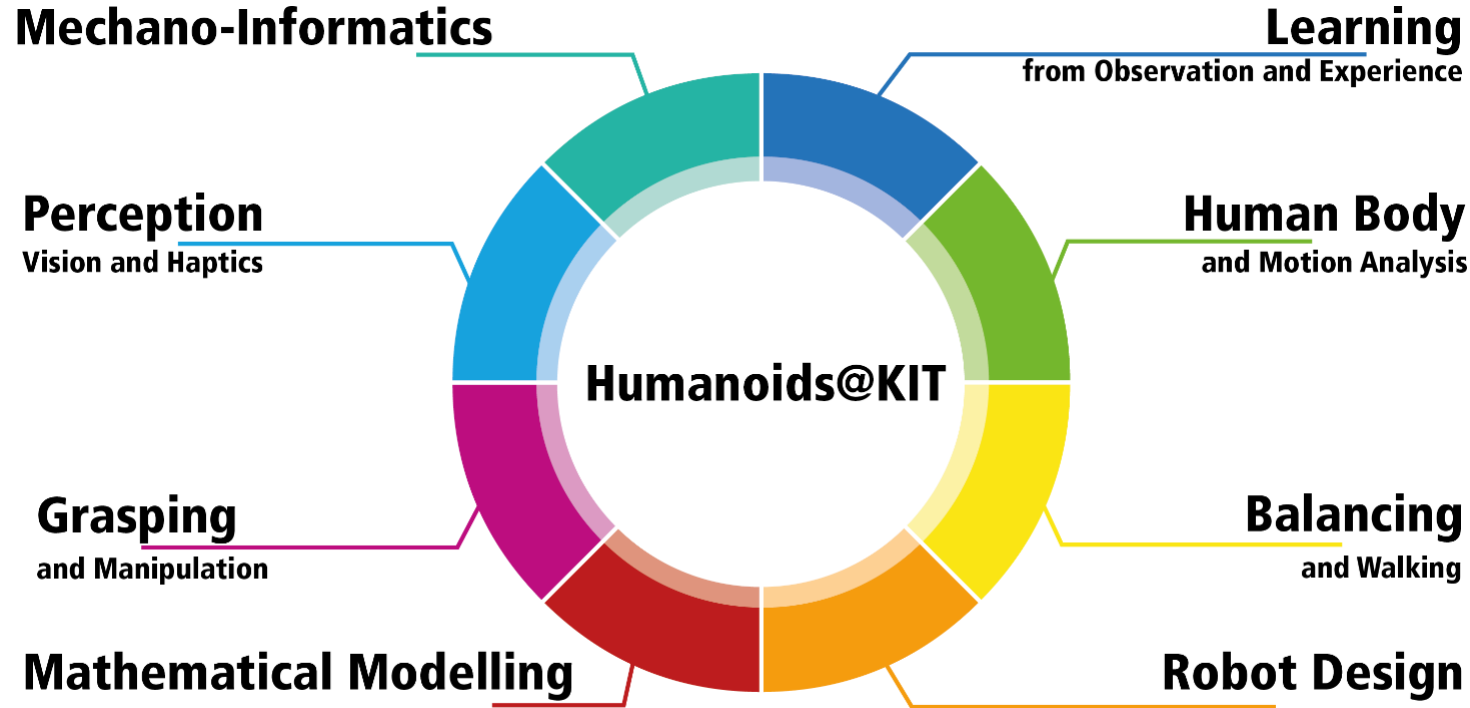 Mechano-Informatics
Learning
from Observation and Experience
Perception
Vision and Haptics
Human Body
and Motion Analysis
Humanoids@KIT
Grasping
and Manipulation
Balancing
and Walking
Mathematical Modelling
Robot Design